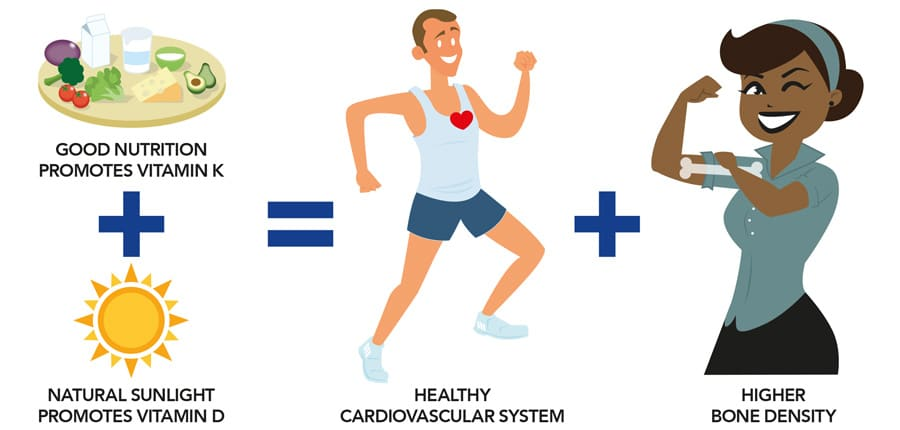 GOOD NUTRITION
PROMOTES VITAMIN K
NATURAL SUNLIGHT
PROMOTES VITAMIN D
HEALTHY
CARDIOVASCULAR SYSTEM
HIGHER
BONE DENSITY